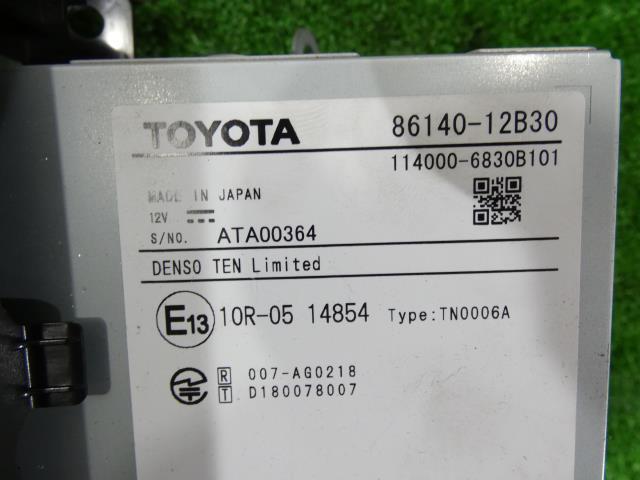 TOYOTA 86140-12B30
114000-6830B101
MADE IN JAPAN
12V
S/NO. ATA00364
DENSO TEN Limited
E13 10R-05 14854 Type:TN0006A
R 007-AG0218
T D180078007